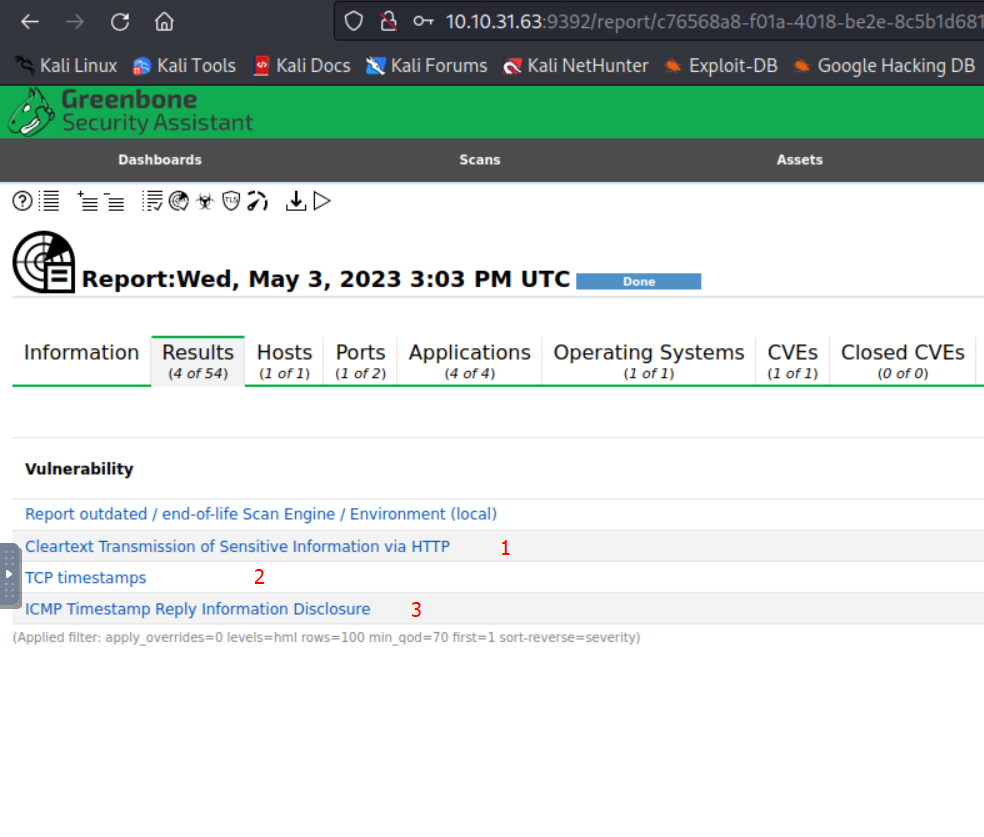 10.10.31.63:9392/report/c76568a8-f01a-4018-be2e-8c5b1d681
Kali Linux Kali Tools Kali Docs Kali Forums Kali NetHunter Exploit-DB Google Hacking DB
Greenbone
Security Assistant
Dashboards Scans Assets
Report:Wed, May 3, 2023 3:03 PM UTC Done
Information Results Hosts Ports Applications Operating Systems CVEs Closed CVEs
(4 of 54) (1 of 1) (1 of 2) (4 of 4) (1 of 1) (1 of 1) (0 of 0)
Vulnerability
Report outdated / end-of-life Scan Engine / Environment (local)
Cleartext Transmission of Sensitive Information via HTTP 1
TCP timestamps 2
ICMP Timestamp Reply Information Disclosure 3
(Applied filter: apply_overrides=0 levels=hml rows=100 min_qod=70 first=1 sort-reverse=severity)